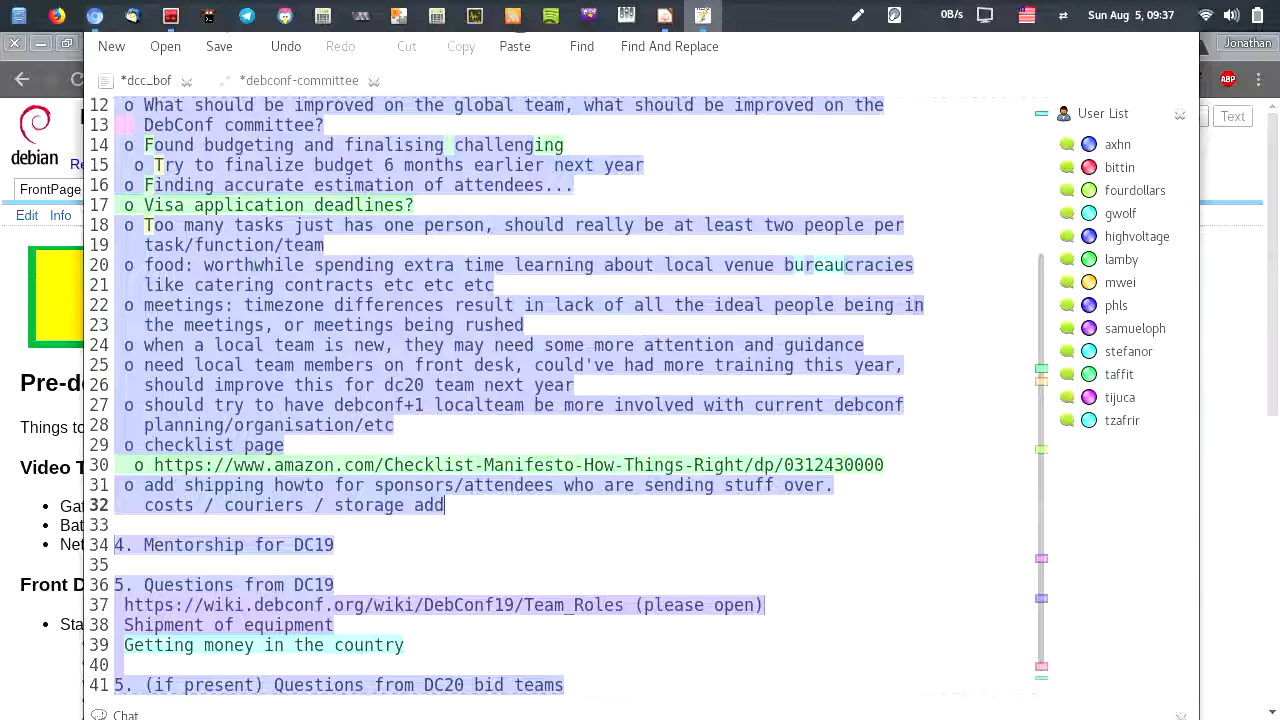 0B/s
Sun Aug 5, 09:37
Jonathan
New Open Save Undo Redo Cut Copy Paste Find Find And Replace
*dcc_bof
*debconf-committee
ABP
12 o What should be improved on the global team, what should be improved on the
13 DebConf committee?
14 o Found budgeting and finalising challenging
15 o Try to finalize budget 6 months earlier next year
16 o Finding accurate estimation of attendees...
17 o Visa application deadlines?
18 o Too many tasks just has one person, should really be at least two people per
19 task/function/team
20 o food: worthwhile spending extra time learning about local venue bureaucracies
21 like catering contracts etc etc etc
22 o meetings: timezone differences result in lack of all the ideal people being in
23 the meetings, or meetings being rushed
24 o when a local team is new, they may need some more attention and guidance
25 o need local team members on front desk, could've had more training this year,
26 should improve this for dc20 team next year
27 o should try to have debconf+1 localteam be more involved with current debconf
28 planning/organisation/etc
29 o checklist page
30 o https://www.amazon.com/Checklist-Manifesto-How-Things-Right/dp/0312430000
31 o add shipping howto for sponsors/attendees who are sending stuff over.
32 costs / couriers / storage add
33
34 4. Mentorship for DC19
35
36 5. Questions from DC19
37 https://wiki.debconf.org/wiki/DebConf19/Team_Roles (please open)
38 Shipment of equipment
39 Getting money in the country
40
41 5. (if present) Questions from DC20 bid teams
User List
axhn
bittin
fourdollars
gwolf
highvoltage
lamby
mwei
phls
samueloph
stefanor
taffit
tijuca
tzafrir
Chat
Text
debian
FrontPage
Edit Info
Pre-d
Things to
Video T
Ga
Bat
Net
Front D
Sta